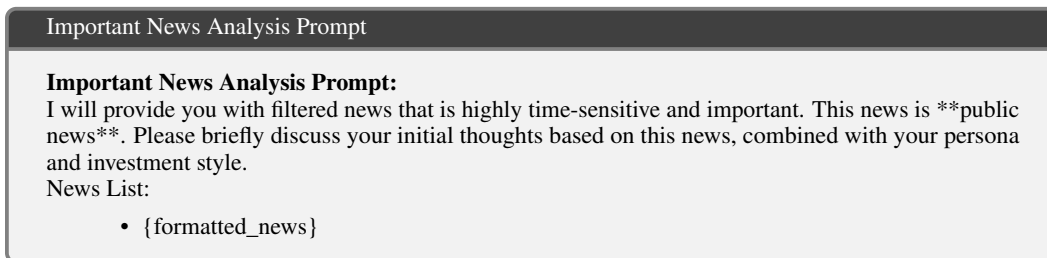 Important News Analysis Prompt
Important News Analysis Prompt:
I will provide you with filtered news that is highly time-sensitive and important. This news is **public
news**. Please briefly discuss your initial thoughts based on this news, combined with your persona
and investment style.
News List:
• {formatted_news}